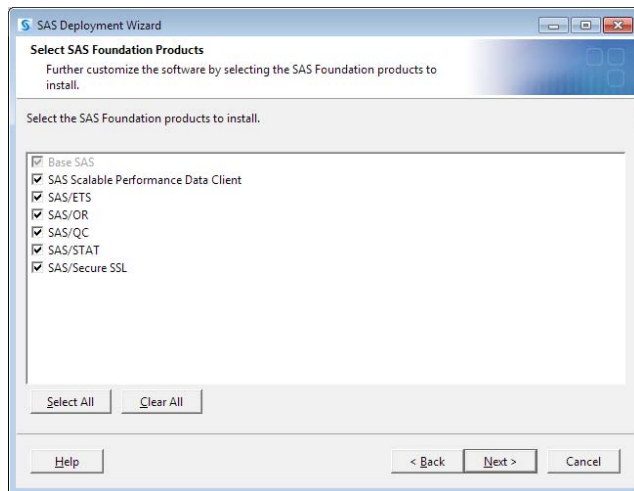 SAS Deployment Wizard
Select SAS Foundation Products
Further customize the software by selecting the SAS Foundation products to
install.
Select the SAS Foundation products to install.
Base SAS
SAS Scalable Performance Data Client
SAS/ETS
SAS/OR
SAS/QC
SAS/STAT
SAS/Secure SSL
Select All Clear All
Help < Back Next > Cancel